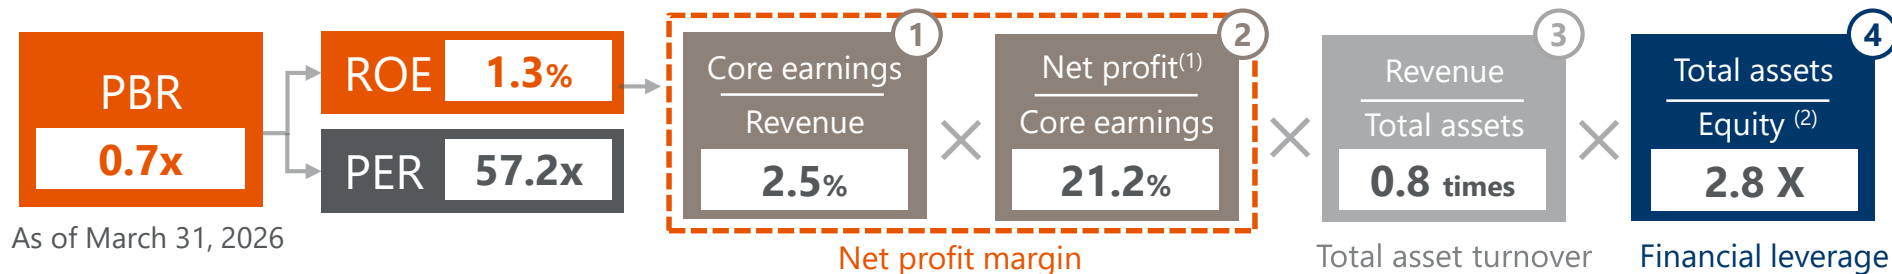 PBR
0.7x
As of March 31, 2026
ROE 1.3%
PER 57.2x
1
Core earnings
Revenue
2.5%
×
2
Net profit(1)
Core earnings
21.2%
Net profit margin
×
3
Revenue
Total assets
0.8 times
Total asset turnover
×
4
Total assets
Equity (2)
2.8 X
Financial leverage